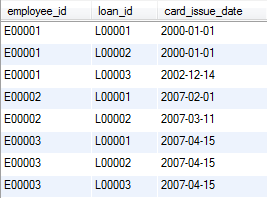 employee_id loan_id card_issue_date
E00001 L00001 2000-01-01
E00001 L00002 2000-01-01
E00001 L00003 2002-12-14
E00002 L00001 2007-02-01
E00002 L00002 2007-03-11
E00003 L00001 2007-04-15
E00003 L00002 2007-04-15
E00003 L00003 2007-04-15